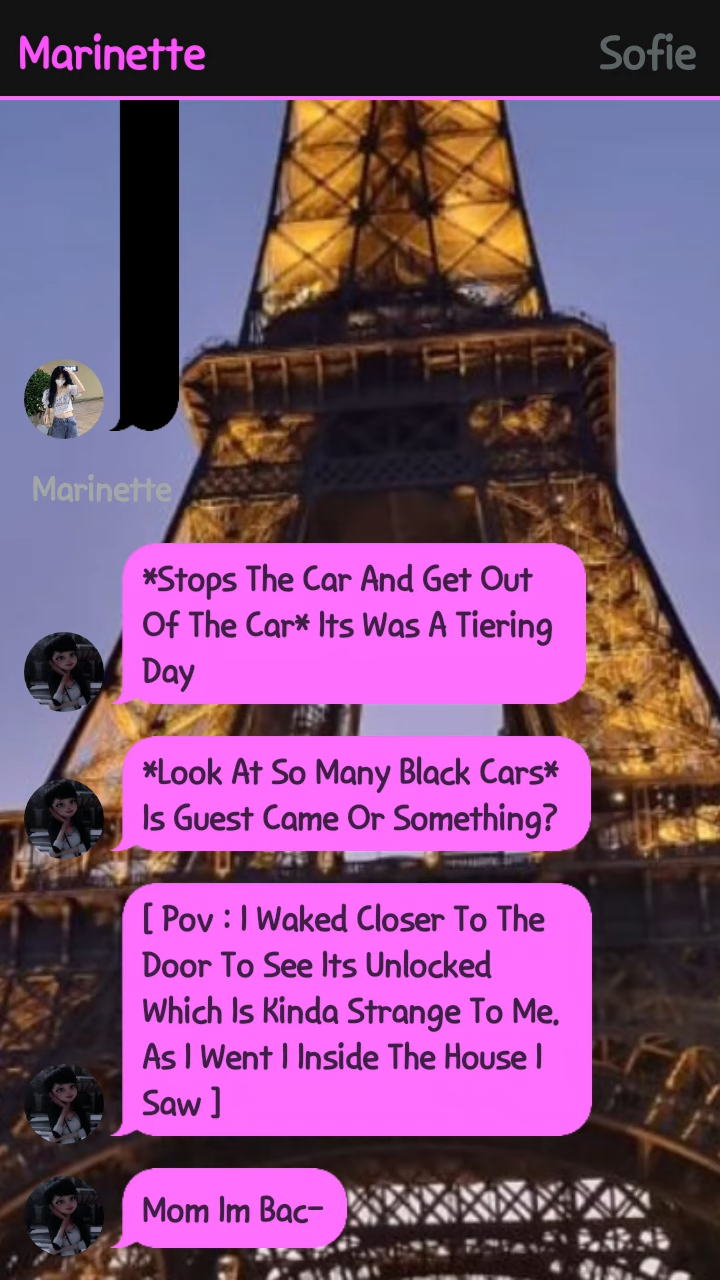 Marinette
Sofie
Marinette
*Stops The Car And Get Out
Of The Car* Its Was A Tiering
Day
*Look At So Many Black Cars*
Is Guest Came Or Something?
[ Pov : I Waked Closer To The
Door To See Its Unlocked
Which Is Kinda Strange To Me.
As I Went I Inside The House I
Saw ]
Mom Im Bac-